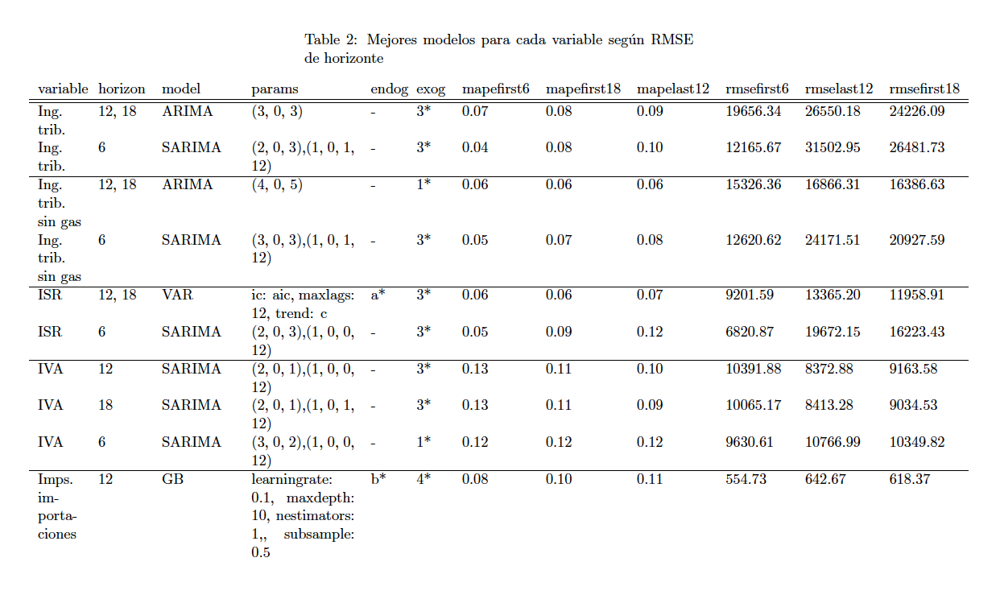 Table 2: Mejores modelos para cada variable según RMSE
de horizonte
variable horizon model params endog exog mapefirst6 mapefirst18 mapelast12 rmsefirst6 rmselast12 rmsefirst18
Ing. 12, 18 ARIMA (3, 0, 3) - 3* 0.07 0.08 0.09 19656.34 26550.18 24226.09
trib.
Ing. 6 SARIMA (2, 0, 3),(1, 0, 1, - 3* 0.04 0.08 0.10 12165.67 31502.95 26481.73
trib. 12)
Ing. 12, 18 ARIMA (4, 0, 5) - 1* 0.06 0.06 0.06 15326.36 16866.31 16386.63
trib.
sin gas
Ing. 6 SARIMA (3, 0, 3),(1, 0, 1, - 3* 0.05 0.07 0.08 12620.62 24171.51 20927.59
trib. 12)
sin gas
ISR 12, 18 VAR ic: aic, maxlags: a* 3* 0.06 0.06 0.07 9201.59 13365.20 11958.91
12, trend: c
ISR 6 SARIMA (2, 0, 3),(1, 0, 0, - 3* 0.05 0.09 0.12 6820.87 19672.15 16223.43
12)
IVA 12 SARIMA (2, 0, 1),(1, 0, 0, - 3* 0.13 0.11 0.10 10391.88 8372.88 9163.58
12)
IVA 18 SARIMA (2, 0, 1),(1, 0, 1, - 3* 0.13 0.11 0.09 10065.17 8413.28 9034.53
12)
IVA 6 SARIMA (3, 0, 2),(1, 0, 0, - 1* 0.12 0.12 0.12 9630.61 10766.99 10349.82
12)
Imps. 12 GB learningrate: b* 4* 0.08 0.10 0.11 554.73 642.67 618.37
im- 0.1, maxdepth:
porta- 10, nestimators:
ciones 1,, subsample:
0.5